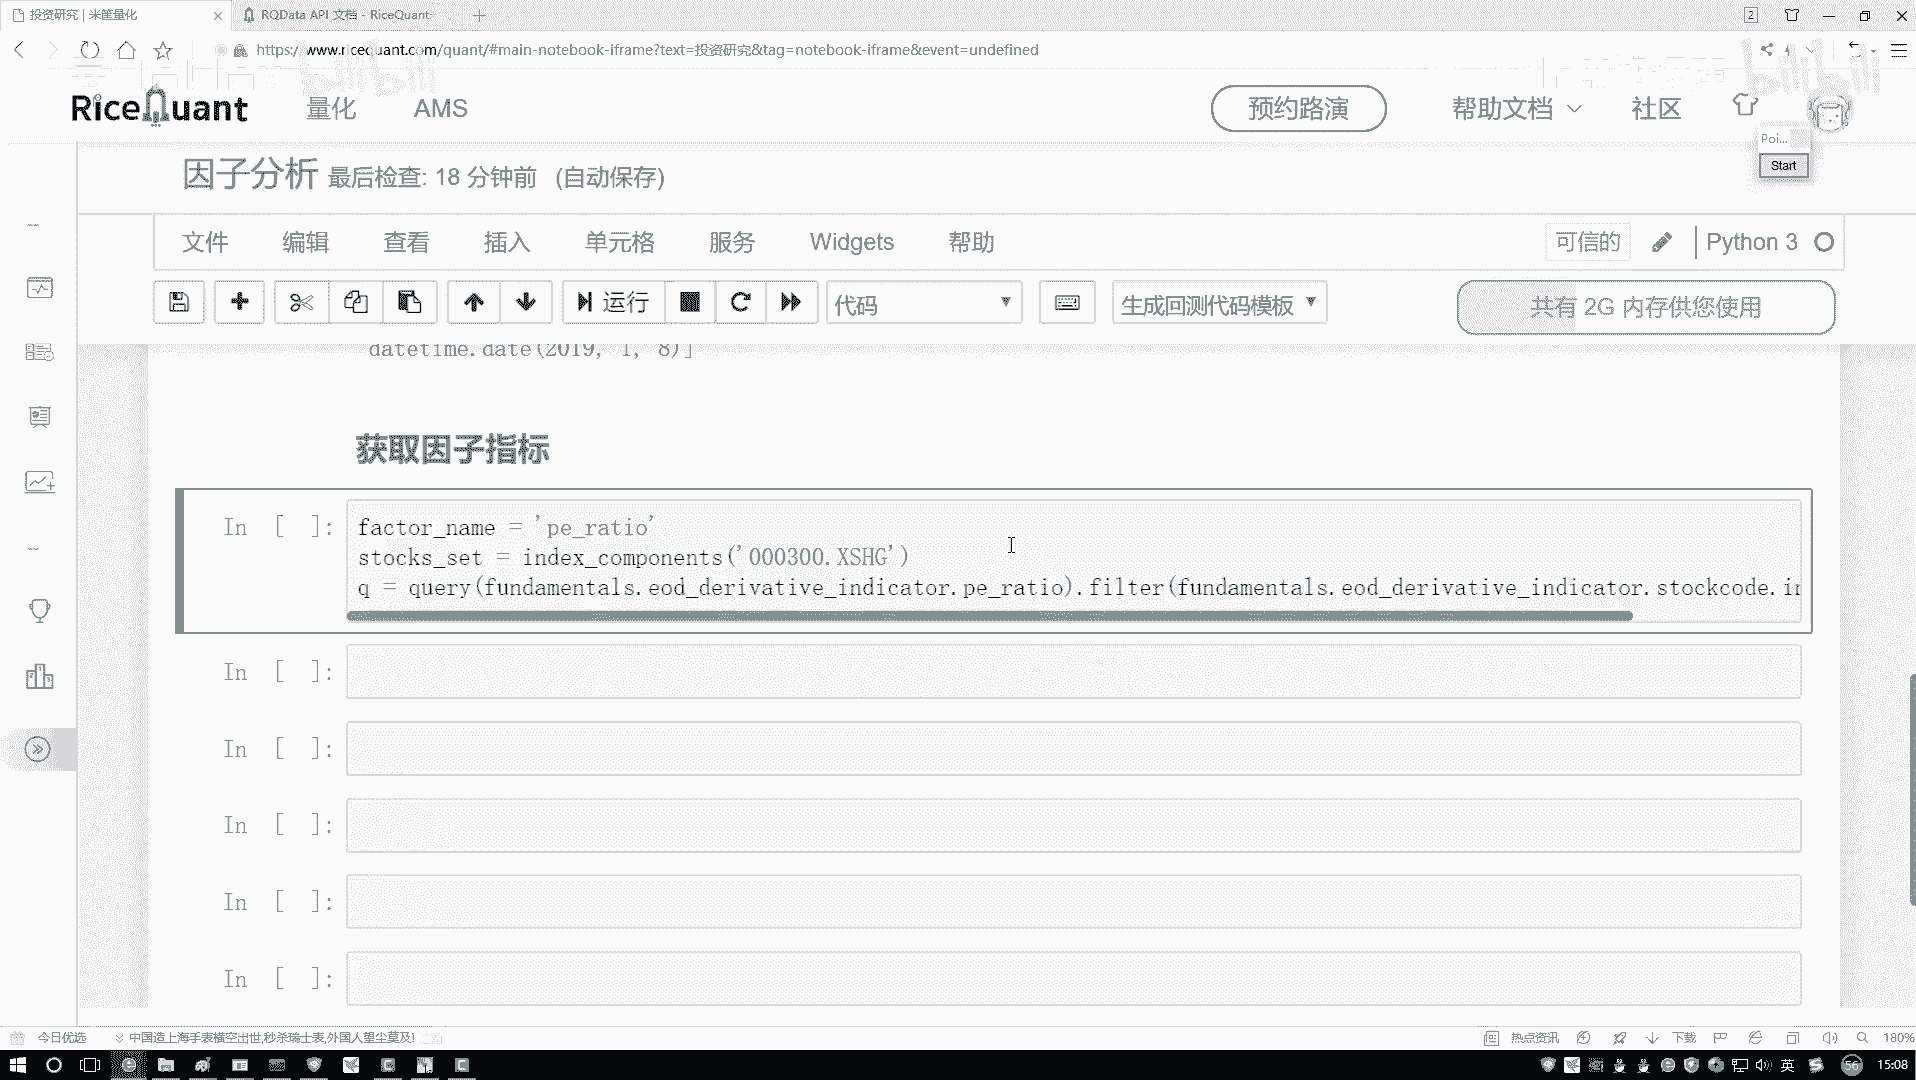 投资研究 | 米筐量化
RQData API 文档 - RiceQuant
2
https://www.ricequant.com/quant/#main-notebook-iframe?text=投资研究&tag=notebook-iframe&event=undefined
bilibili
RiceQuant 量化 AMS 预约路演 帮助文档 社区
Poi...
Start
因子分析 最后检查: 18 分钟前 (自动保存)
文件 编辑 查看 插入 单元格 服务 Widgets 帮助 可信的 Python 3
运行 代码 生成回测代码模板 共有 2G 内存供您使用
datetime.date(2019, 1, 8)]
获取因子指标
In [ ]: factor_name = 'pe_ratio'
stocks_set = index_components('000300.XSHG')
q = query(fundamentals.eod_derivative_indicator.pe_ratio).filter(fundamentals.eod_derivative_indicator.stockcode.in
In [ ]:
In [ ]:
In [ ]:
In [ ]:
In [ ]:
今日优选 中国造上海手表横空出世,秒杀瑞士表,外国人望尘莫及! 热点资讯 下载 180%
英 56 15:08